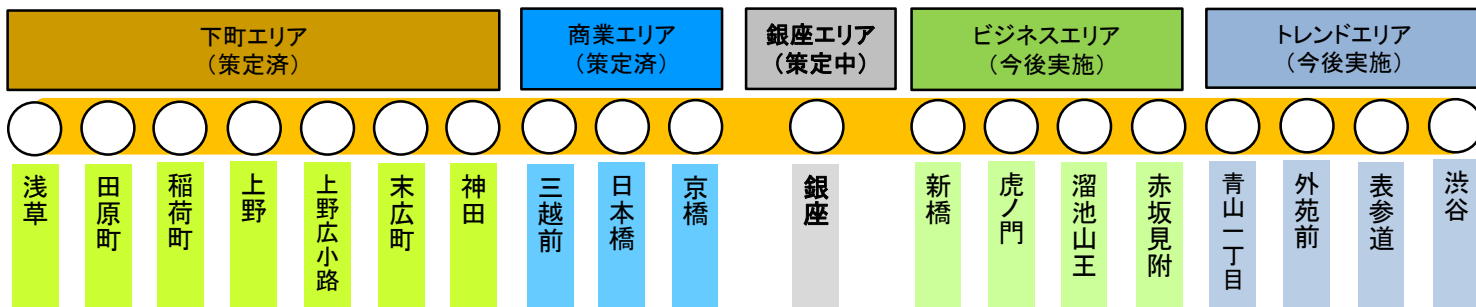 下町エリア
（策定済）
商業エリア
（策定済）
銀座エリア
（策定中）
ビジネスエリア
（今後実施）
トレンドエリア
（今後実施）
浅草
田原町
稲荷町
上野
上野広小路
末広町
神田
三越前
日本橋
京橋
銀座
新橋
虎ノ門
溜池山王
赤坂見附
青山一丁目
外苑前
表参道
渋谷